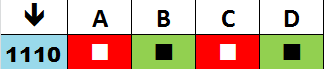 🡳 A B C D
1110 ■ ■ ■ ■